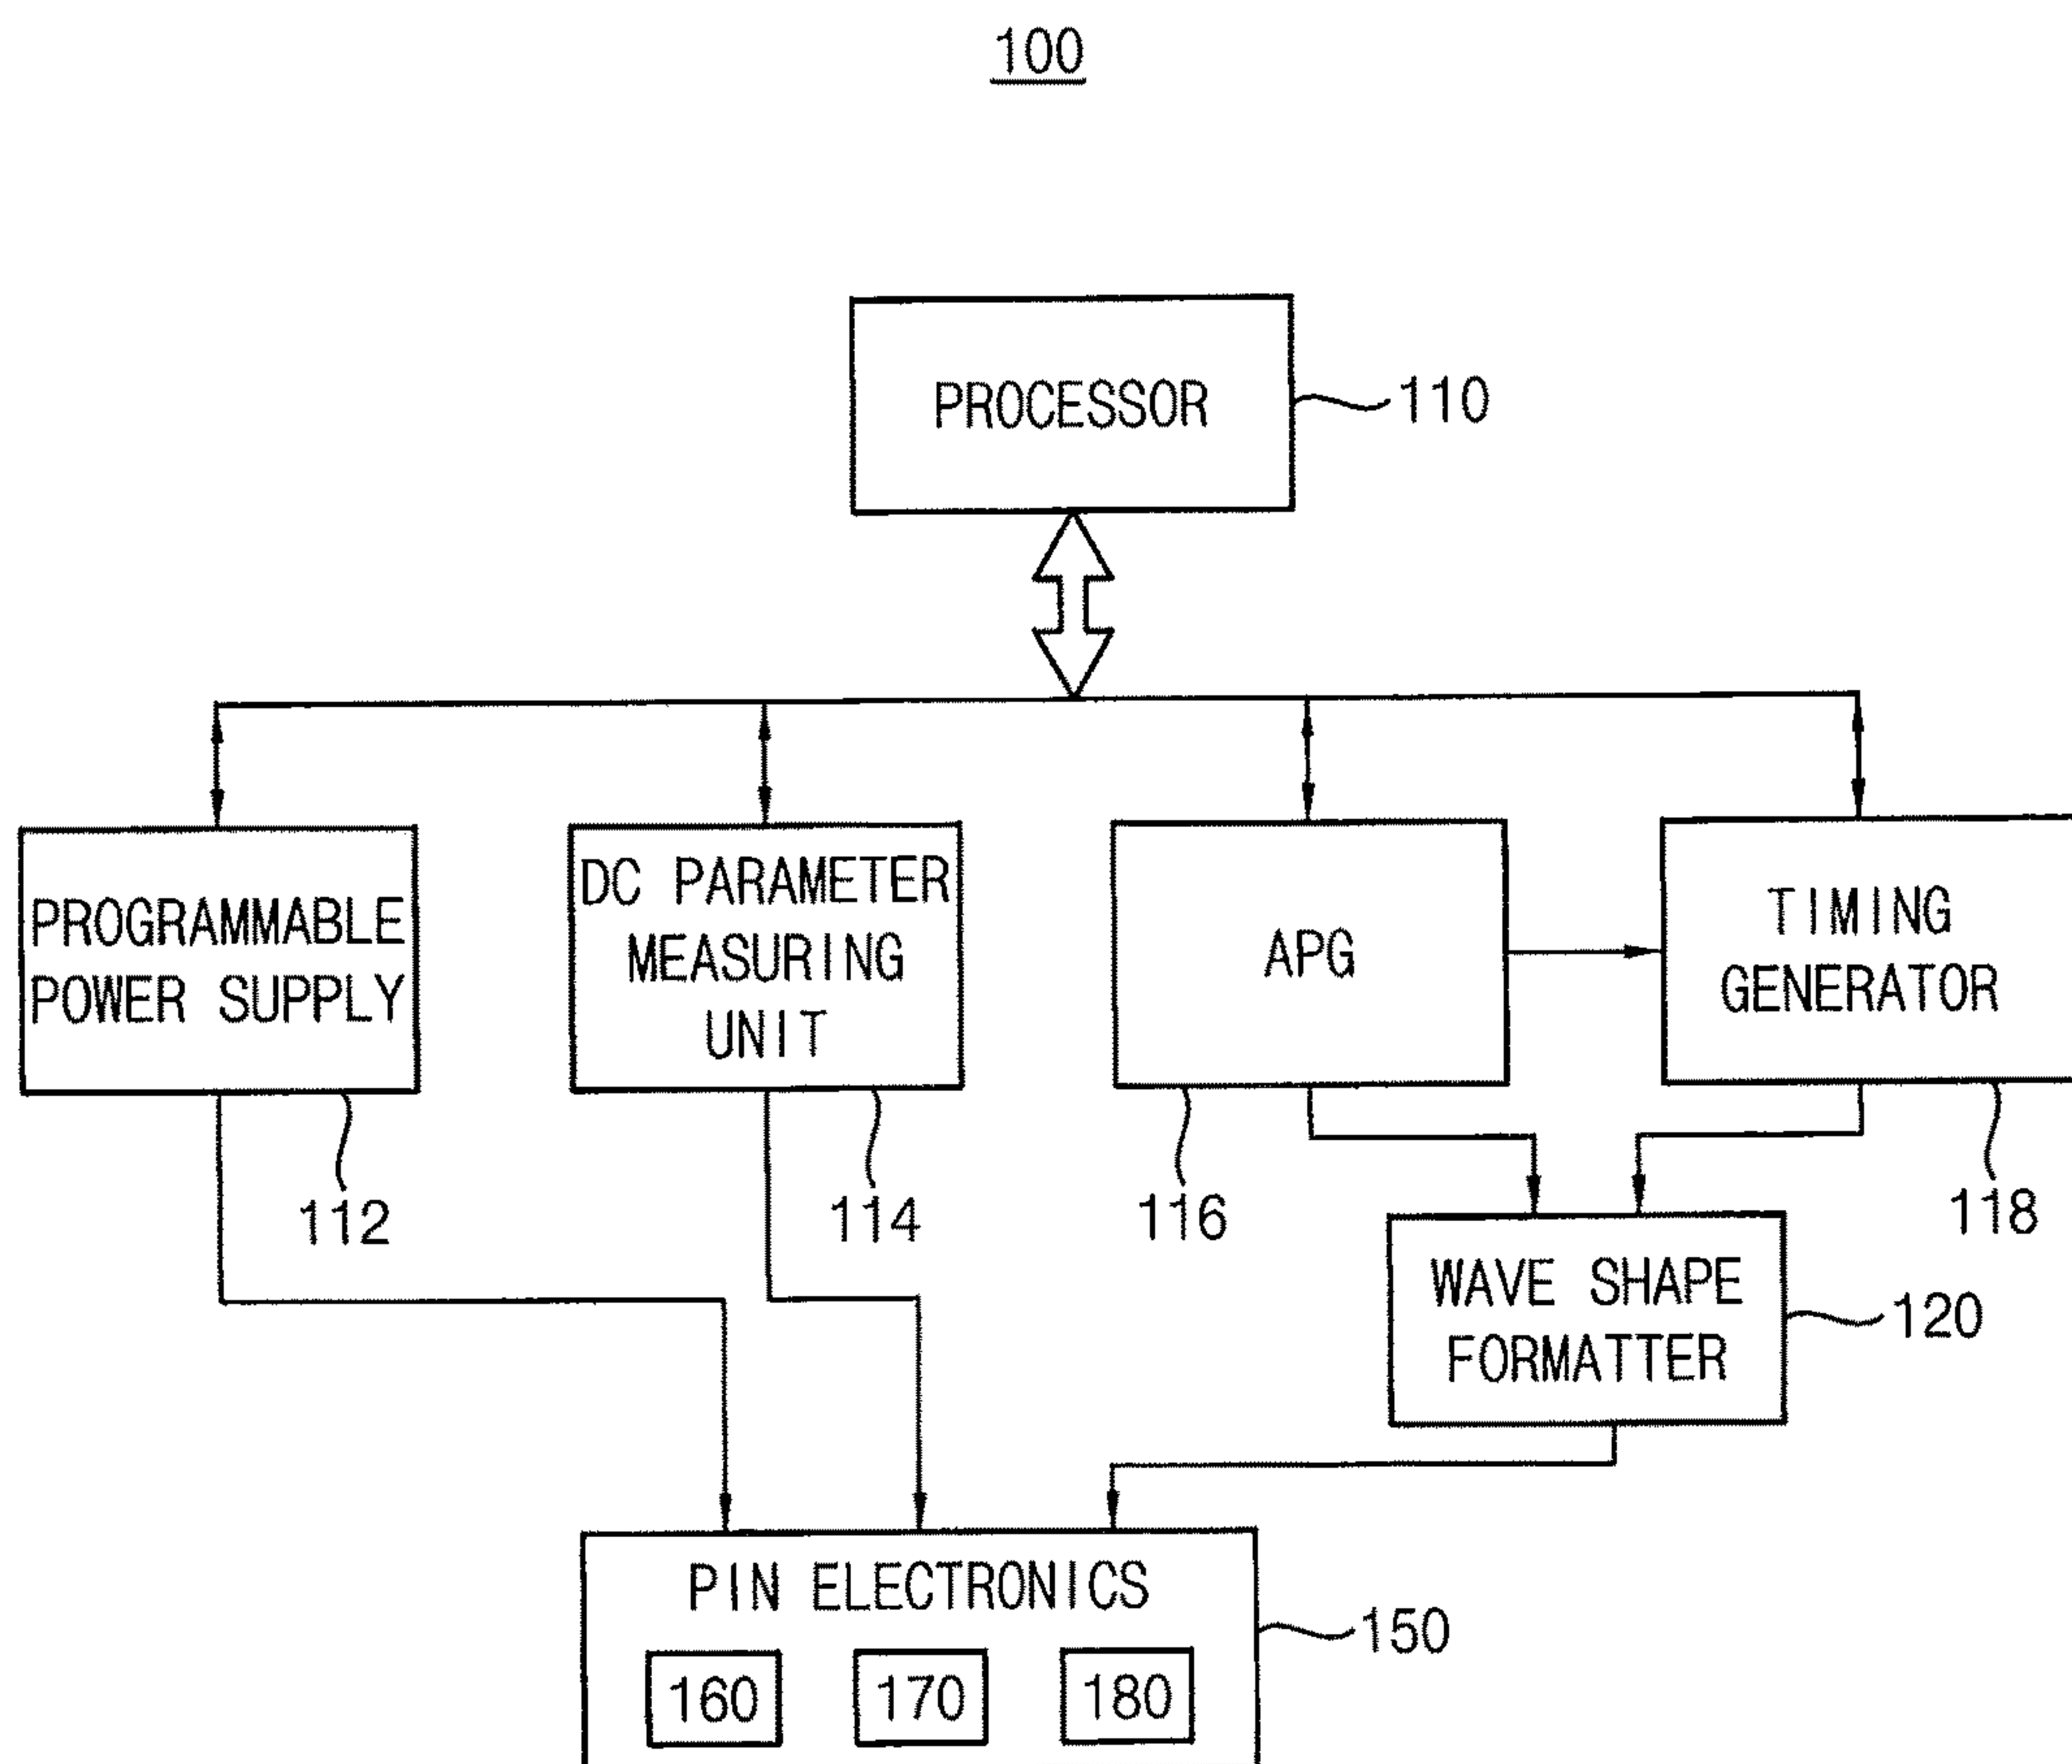 100
PROCESSOR
110
PROGRAMMABLE
POWER SUPPLY
DC PARAMETER
MEASURING
UNIT
APG
TIMING
GENERATOR
112
114
116
118
WAVE SHAPE
FORMATTER
120
PIN ELECTRONICS
150
160
170
180